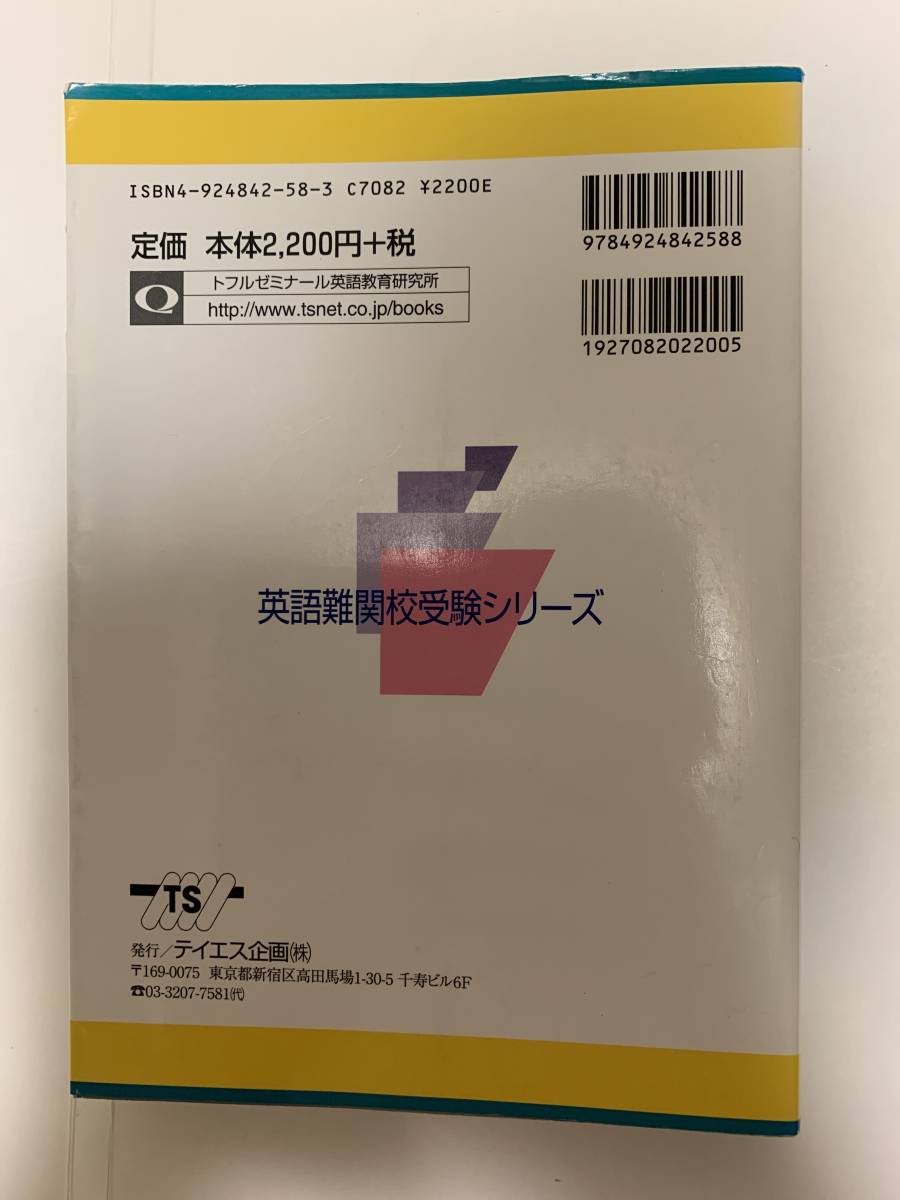 ISBN4-924842-58-3 C7082 ¥2200E
定価 本体2,200円+税
Q
トフルゼミナール英語教育研究所
http://www.tsnet.co.jp/books
9784924842588
1927082022005
英語難関校受験シリーズ
TS
発行/テイエス企画(株)
〒169-0075 東京都新宿区高田馬場1-30-5 千寿ビル6F
☎03-3207-7581(代)